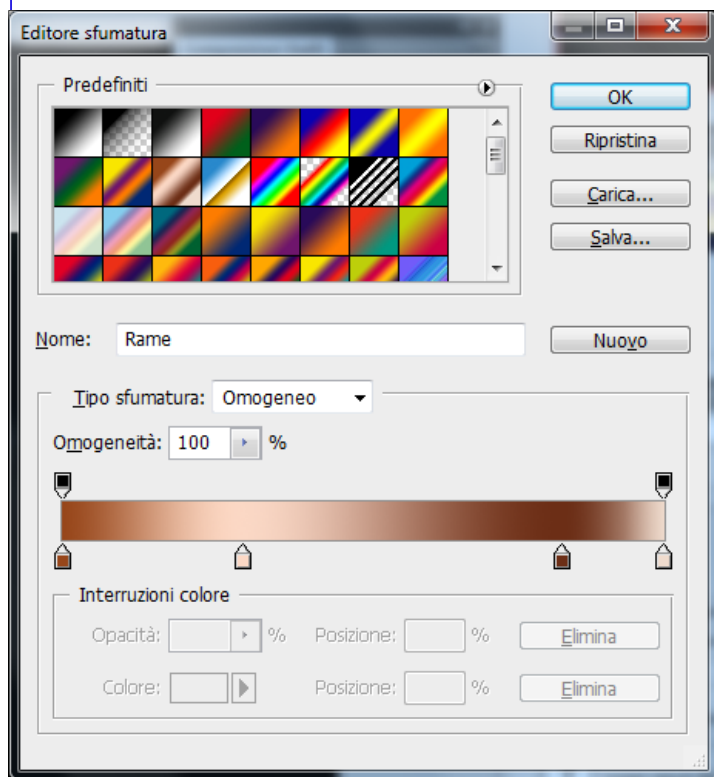 Editore sfumatura
Predefiniti
OK
Ripristina
Carica...
Salva...
Nome: Rame
Nuovo
Tipo sfumatura: Omogeneo
Omogeneità: 100 %
Interruzioni colore
Opacità: % Posizione: % Elimina
Colore: Posizione: % Elimina